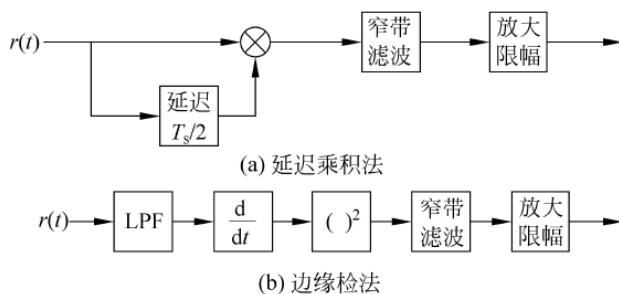 r(t)
窄带
滤波
放大
限幅
延迟
T_s/2
(a) 延迟乘积法
r(t)
LPF
d
dt
( )²
窄带
滤波
放大
限幅
(b) 边缘检法